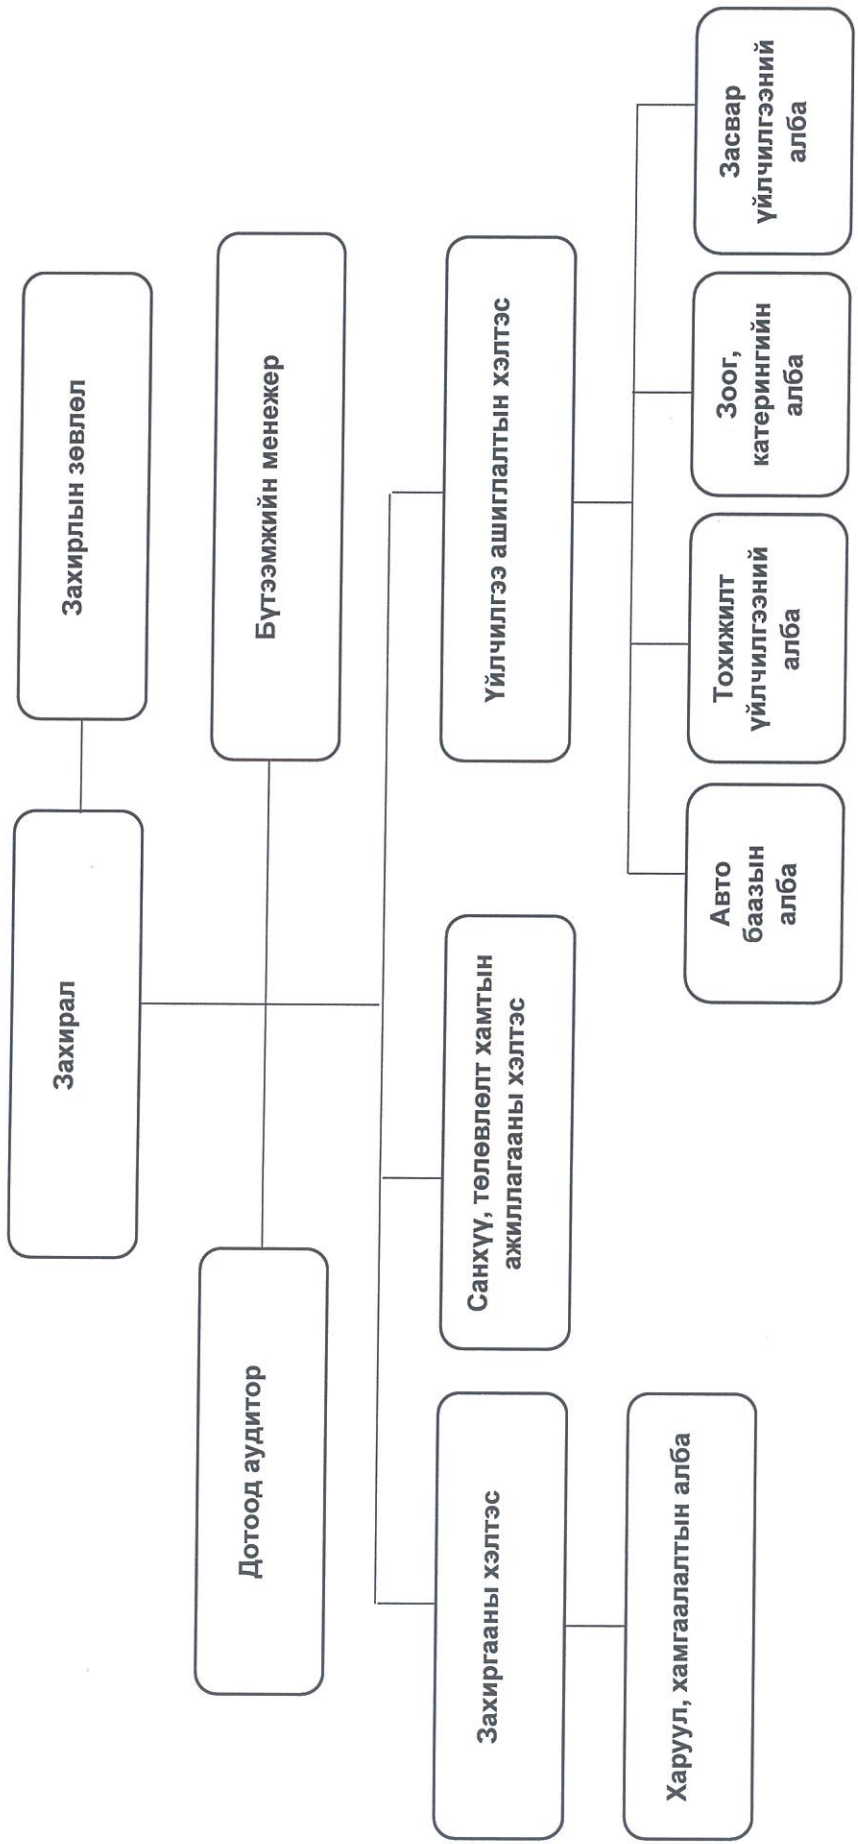 Захирал
Захирлын зөвлөл
Дотоод аудитор
Бүтээмжийн менежер
Захиргааны хэлтэс
Санхүү, төлөвлөлт хамтын
ажиллагааны хэлтэс
Үйлчилгээ ашиглалтын хэлтэс
Харуул, хамгаалалтын алба
Авто
баазын
алба
Тохижилт
үйлчилгээний
алба
Зоог,
катерингийн
алба
Засвар
үйлчилгээний
алба